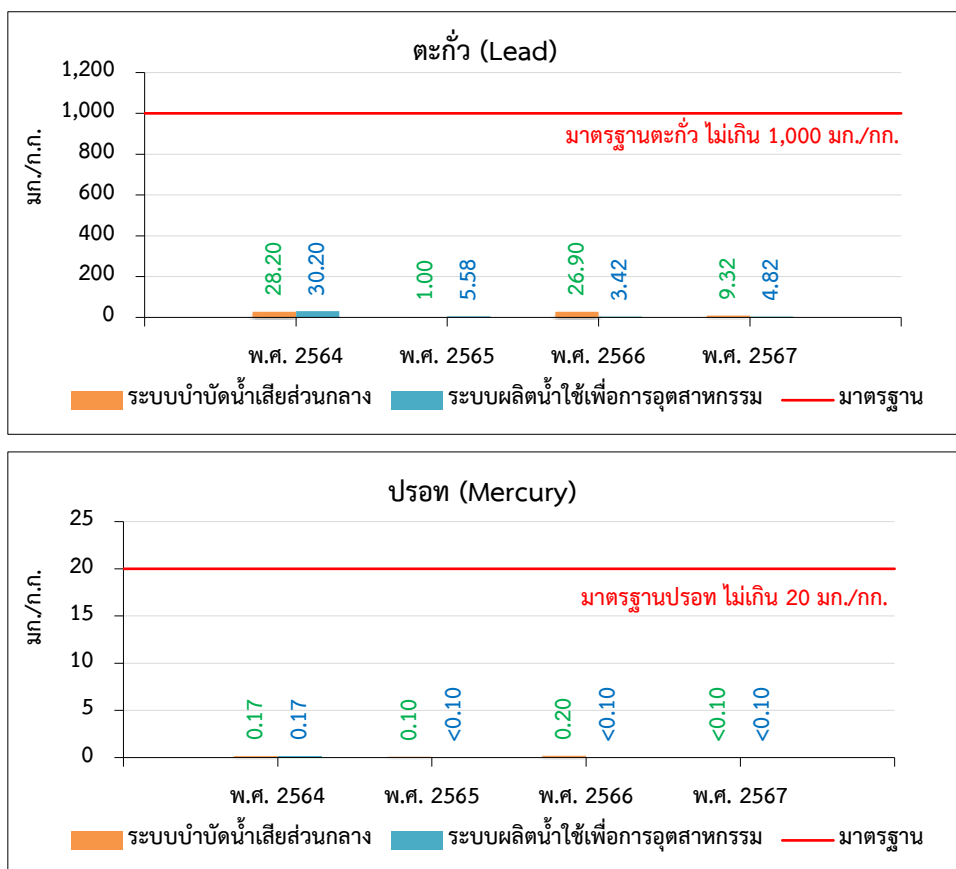 ตะกั่ว (Lead)
มก./ก.ก.
1,200
1,000
800
600
400
200
0
มาตรฐานตะกั่ว ไม่เกิน 1,000 มก./กก.
28.20 30.20 1.00 5.58 26.90 3.42 9.32 4.82
พ.ศ. 2564 พ.ศ. 2565 พ.ศ. 2566 พ.ศ. 2567
ระบบบำบัดน้ำเสียส่วนกลาง ระบบผลิตน้ำใช้เพื่อการอุตสาหกรรม มาตรฐาน
ปรอท (Mercury)
มก./ก.ก.
25
20
15
10
5
0
มาตรฐานปรอท ไม่เกิน 20 มก./กก.
0.17 0.17 0.10 <0.10 0.20 <0.10 <0.10 <0.10
พ.ศ. 2564 พ.ศ. 2565 พ.ศ. 2566 พ.ศ. 2567
ระบบบำบัดน้ำเสียส่วนกลาง ระบบผลิตน้ำใช้เพื่อการอุตสาหกรรม มาตรฐาน